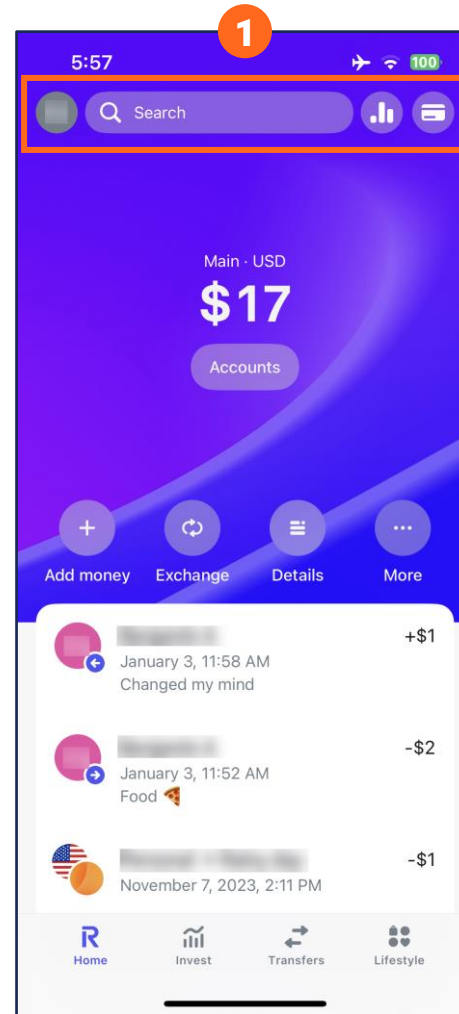 1
5:57
100
Search
Main · USD
$17
Accounts
Add money Exchange Details More
+$1
January 3, 11:58 AM
Changed my mind
-$2
January 3, 11:52 AM
Food 🍕
-$1
November 7, 2023, 2:11 PM
R
Home Invest Transfers Lifestyle